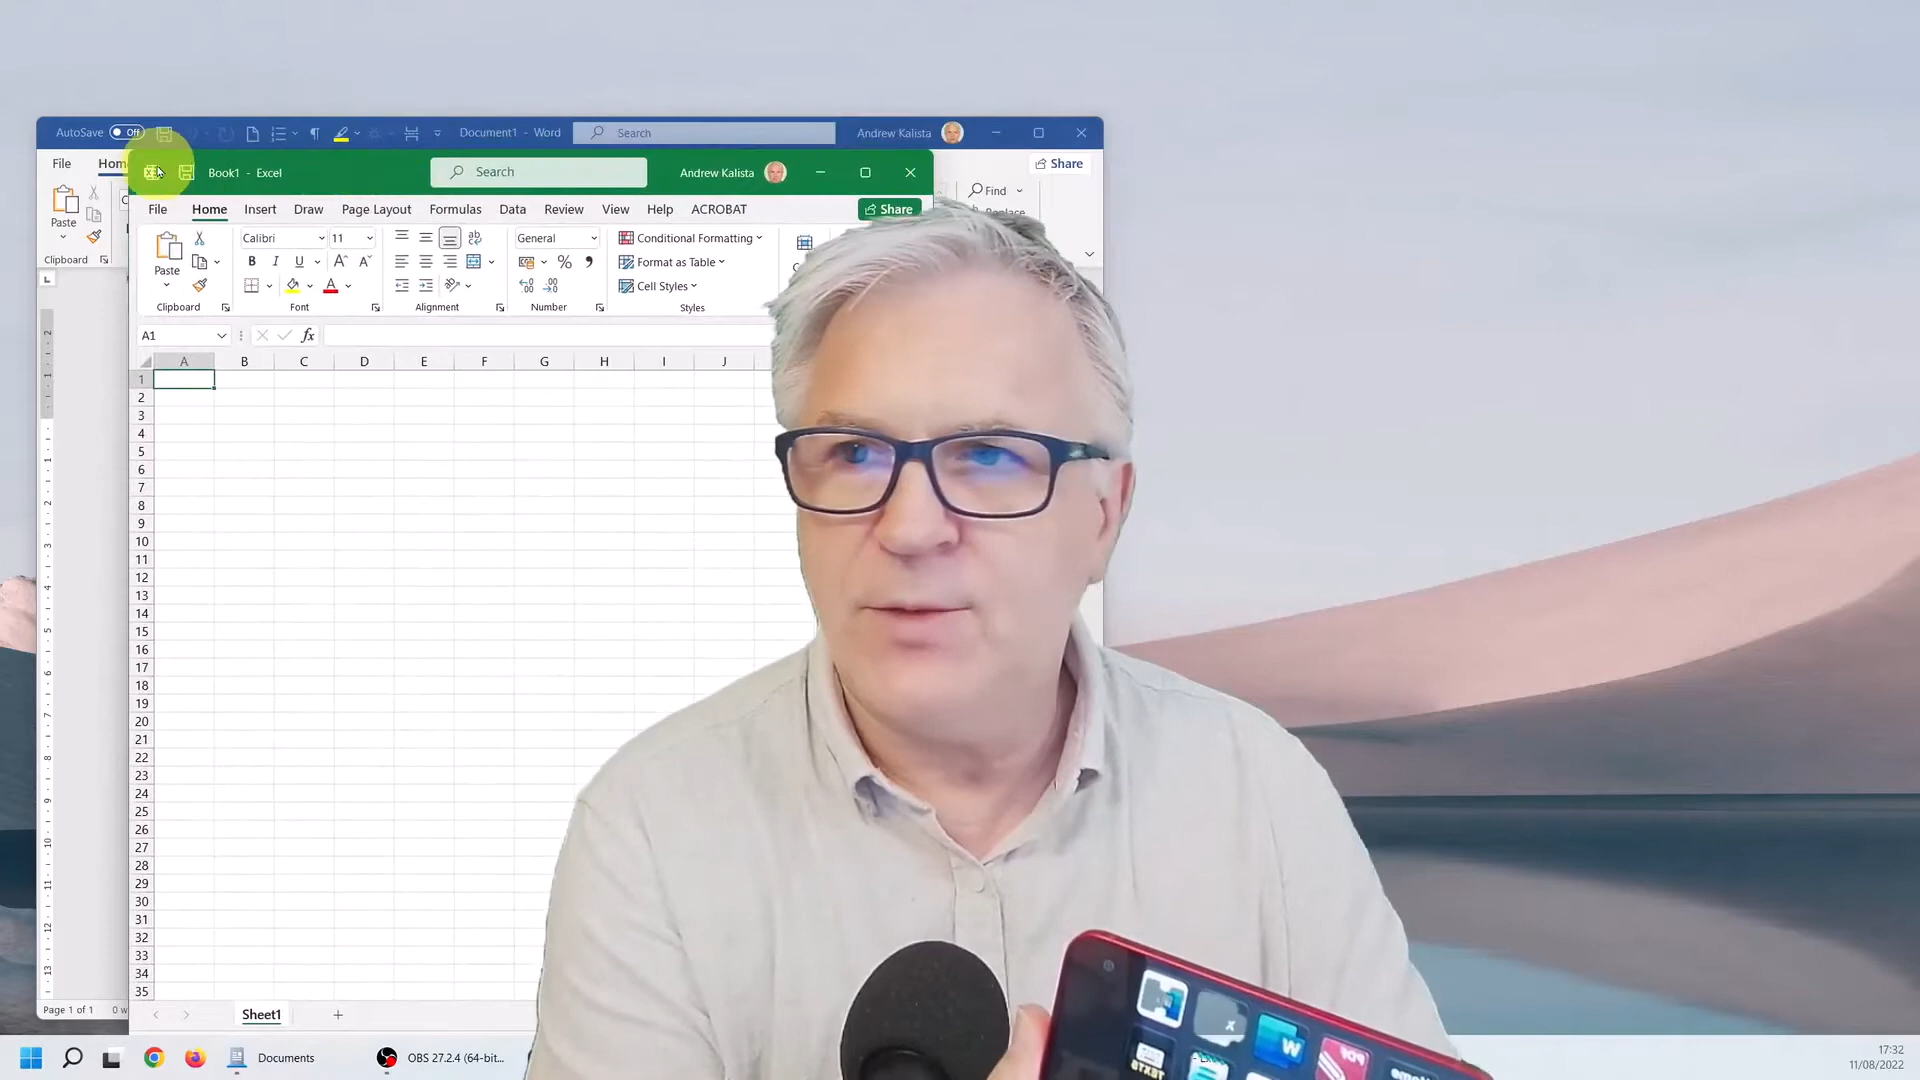 AutoSave Off Document1 - Word Search Andrew Kalista
File Home Share
Book1 - Excel Search Andrew Kalista
File Home Insert Draw Page Layout Formulas Data Review View Help ACROBAT Share
Find
Replace
Paste
Clipboard
Paste
Calibri 11
B I U
General
Conditional Formatting
Format as Table
Cell Styles
Clipboard Font Alignment Number Styles
A1 fx
A B C D E F G H I J
1
2
3
4
5
6
7
8
9
10
11
12
13
14
15
16
17
18
19
20
21
22
23
24
25
26
27
28
29
30
31
32
33
34
35
Sheet1
Page 1 of 1
Documents
OBS 27.2.4 (64-bit...
17:32
11/08/2022